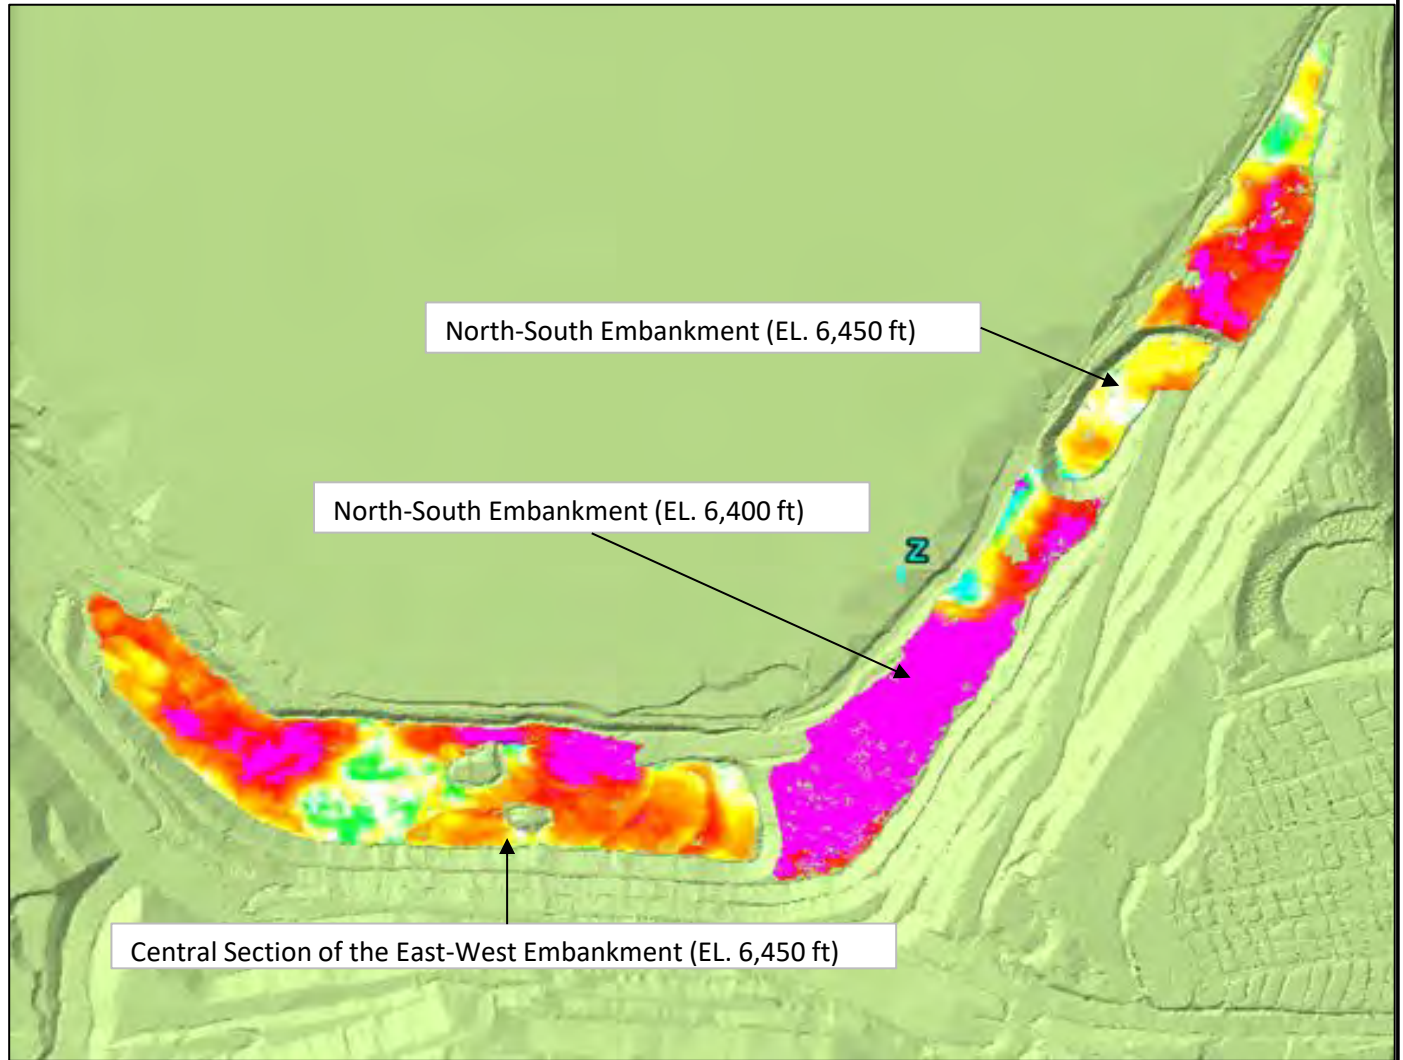 North-South Embankment (EL. 6,450 ft)
North-South Embankment (EL. 6,400 ft)
Z
Central Section of the East-West Embankment (EL. 6,450 ft)